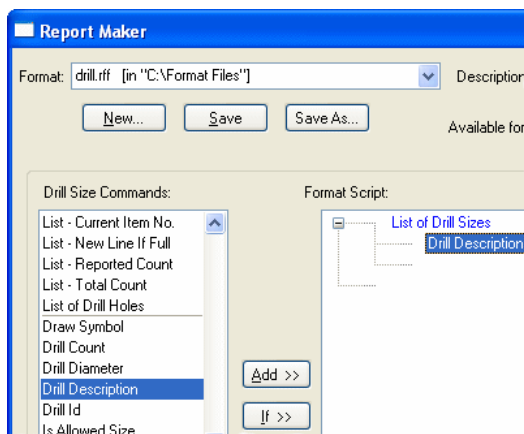 Report Maker
Format: drill.rff [in "C:\Format Files"] Description
New... Save Save As... Available for
Drill Size Commands: Format Script:
List - Current Item No.
List - New Line If Full
List - Reported Count
List - Total Count
List of Drill Holes
Draw Symbol
Drill Count
Drill Diameter
Drill Description
Drill Id
Is Allowed Size
Add >>
If >>
List of Drill Sizes
Drill Description